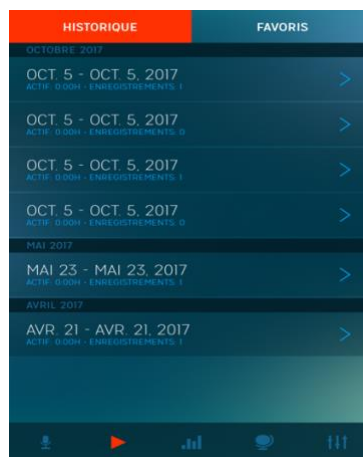 HISTORIQUE
FAVORIS
OCTOBRE 2017
OCT. 5 - OCT. 5, 2017
ACTIF: 0:00H - ENREGISTREMENTS: 1
OCT. 5 - OCT. 5, 2017
ACTIF: 0:00H - ENREGISTREMENTS: 0
OCT. 5 - OCT. 5, 2017
ACTIF: 0:00H - ENREGISTREMENTS: 1
OCT. 5 - OCT. 5, 2017
ACTIF: 0:00H - ENREGISTREMENTS: 0
MAI 2017
MAI 23 - MAI 23, 2017
ACTIF: 0:00H - ENREGISTREMENTS: 1
AVRIL 2017
AVR. 21 - AVR. 21, 2017
ACTIF: 0:00H - ENREGISTREMENTS: 1